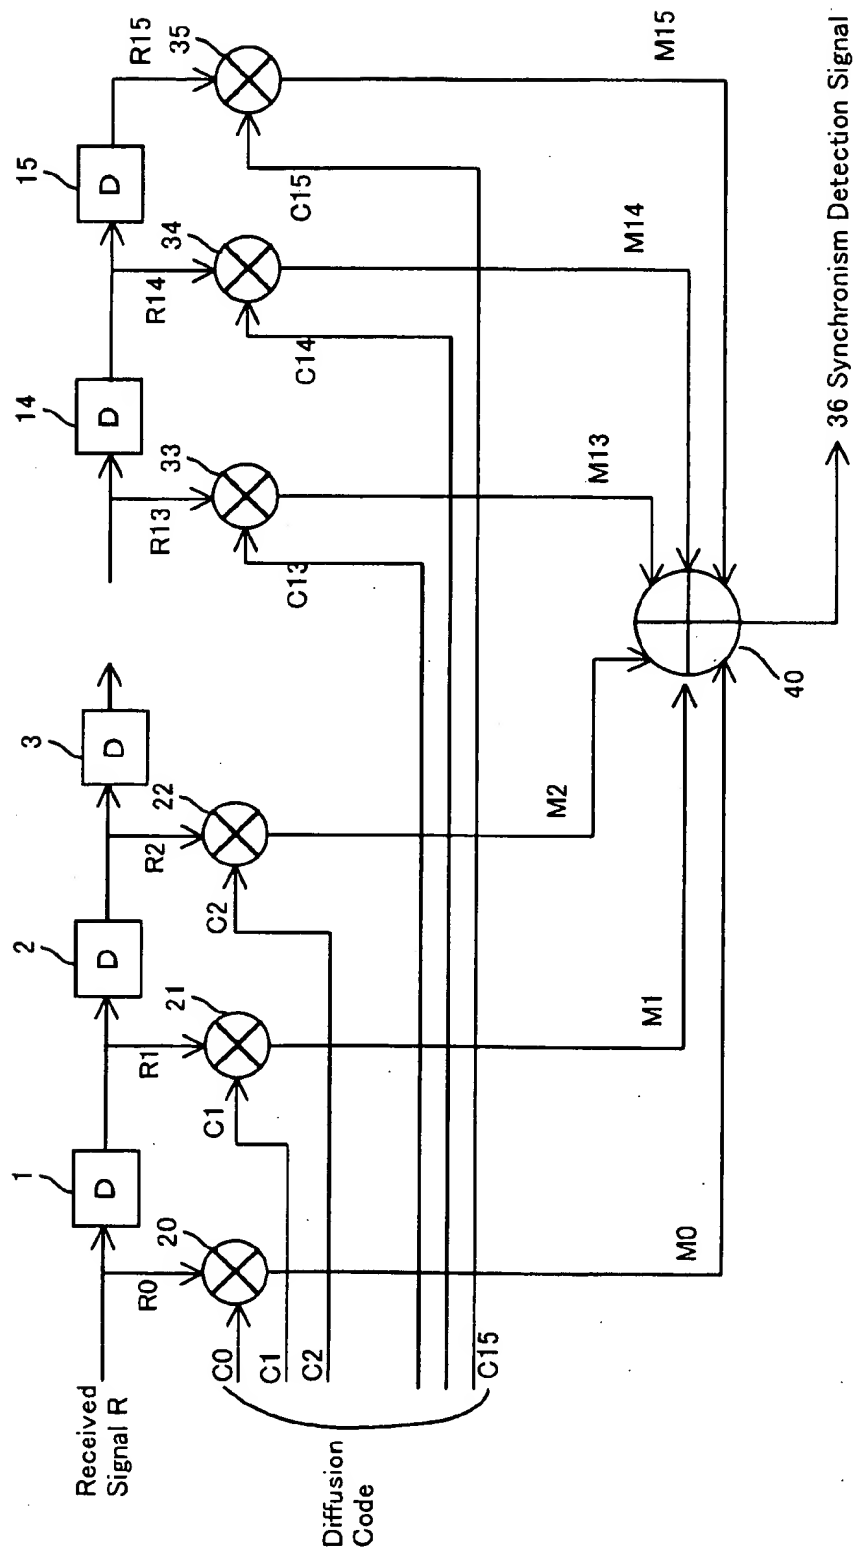 Received
Signal R
1
D
2
D
3
D
14
D
15
D
R0
20
R1
21
R2
22
R13
33
R14
34
R15
35
C0
C1
C2
C13
C14
C15
C0
C1
C2
C15
Diffusion
Code
M0
M1
M2
M13
M14
M15
40
36 Synchronism Detection Signal